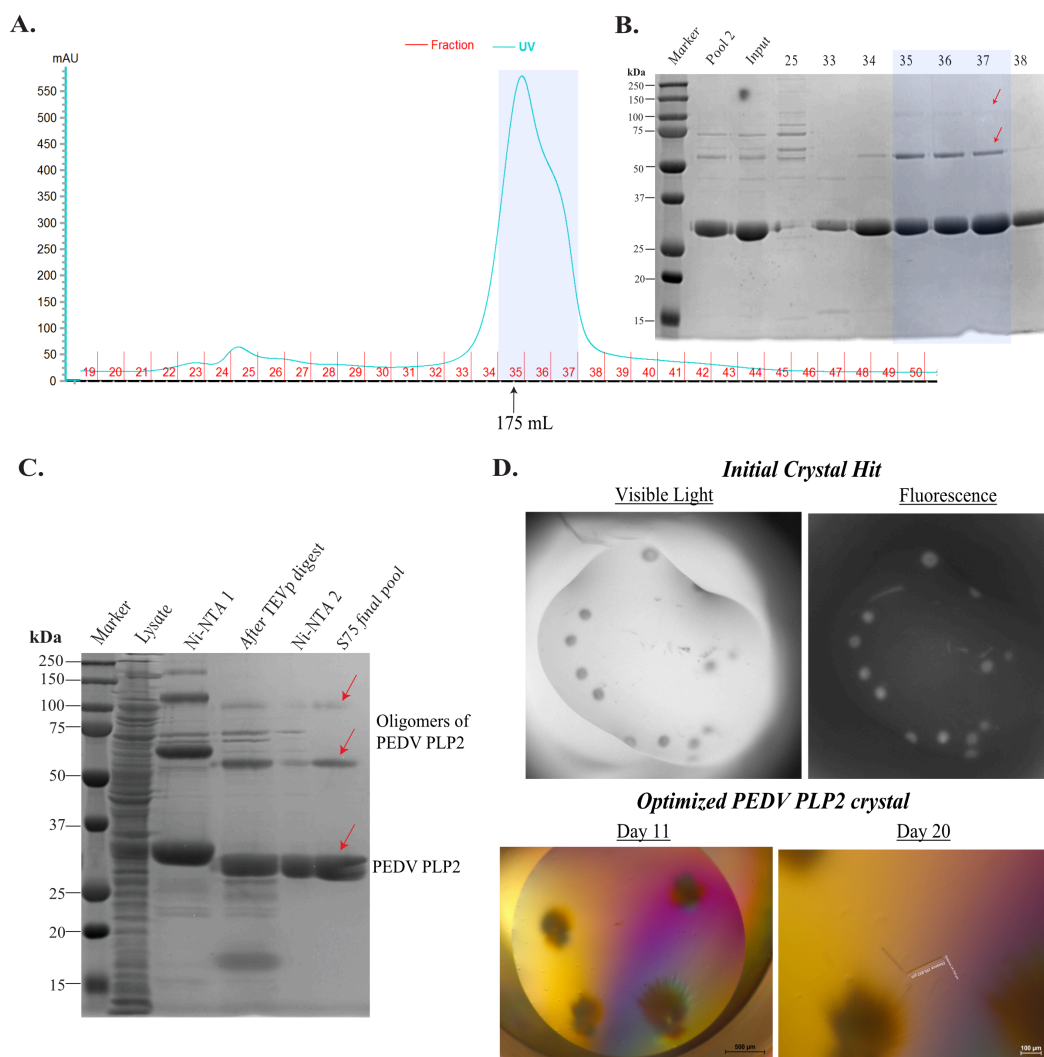 A.
Fraction UV
mAU
550
500
450
400
350
300
250
200
150
100
50
0
19 20 21 22 23 24 25 26 27 28 29 30 31 32 33 34 35 36 37 38 39 40 41 42 43 44 45 46 47 48 49 50
175 mL
B.
Marker Pool 2 Input 25 33 34 35 36 37 38
kDa
250
150
100
75
50
37
25
20
15
C.
Marker Lysate Ni-NTA 1 After TEVp digest Ni-NTA 2 S75 final pool
kDa
250
150
100
75
50
37
25
20
15
Oligomers of
PEDV PLP2
PEDV PLP2
D.
Initial Crystal Hit
Visible Light Fluorescence
Optimized PEDV PLP2 crystal
Day 11 Day 20
500 µm
100 µm